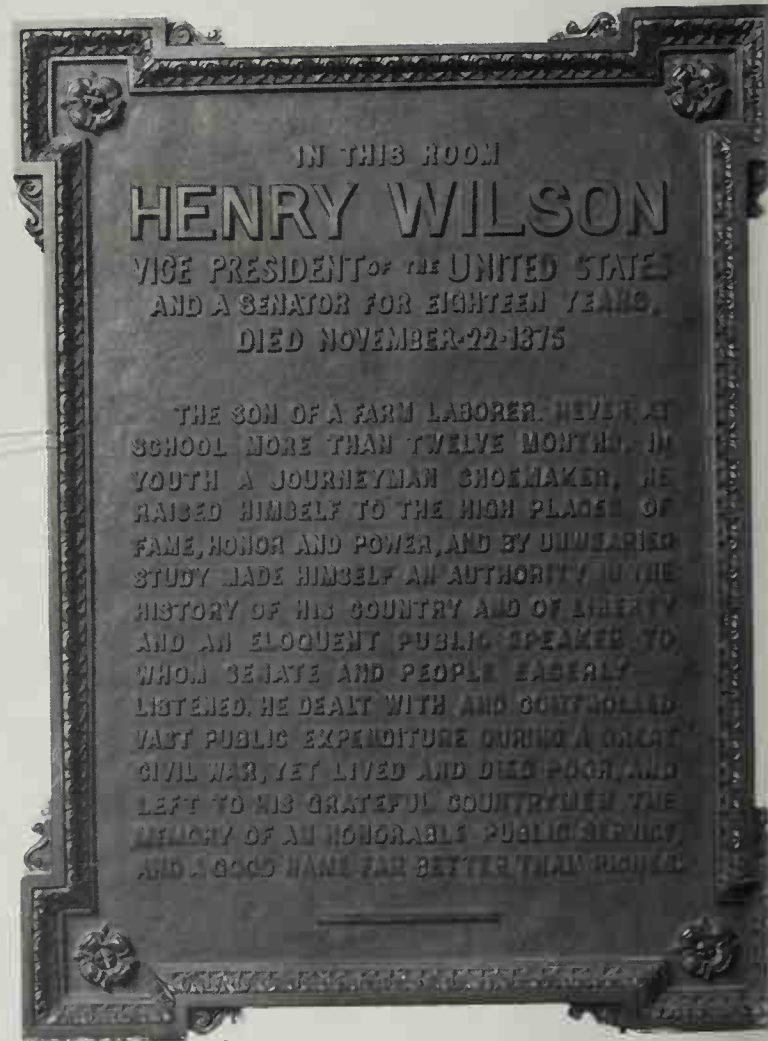 IN THIS ROOM
HENRY WILSON
VICE PRESIDENT OF THE UNITED STATES
AND A SENATOR FOR EIGHTEEN YEARS,
DIED NOVEMBER·22·1875
THE SON OF A FARM LABORER, NEVER AT
SCHOOL MORE THAN TWELVE MONTHS, IN
YOUTH A JOURNEYMAN SHOEMAKER, HE
RAISED HIMSELF TO THE HIGH PLACES OF
FAME, HONOR AND POWER, AND BY UNWEARIED
STUDY MADE HIMSELF AN AUTHORITY IN THE
HISTORY OF HIS COUNTRY AND OF LIBERTY
AND AN ELOQUENT PUBLIC SPEAKER TO
WHOM SENATE AND PEOPLE EAGERLY
LISTENED. HE DEALT WITH AND CONTROLLED
VAST PUBLIC EXPENDITURE DURING A GREAT
CIVIL WAR, YET LIVED AND DIED POOR, AND
LEFT TO HIS GRATEFUL COUNTRYMEN THE
MEMORY OF AN HONORABLE PUBLIC SERVICE,
AND A GOOD NAME FAR BETTER THAN RICHES.